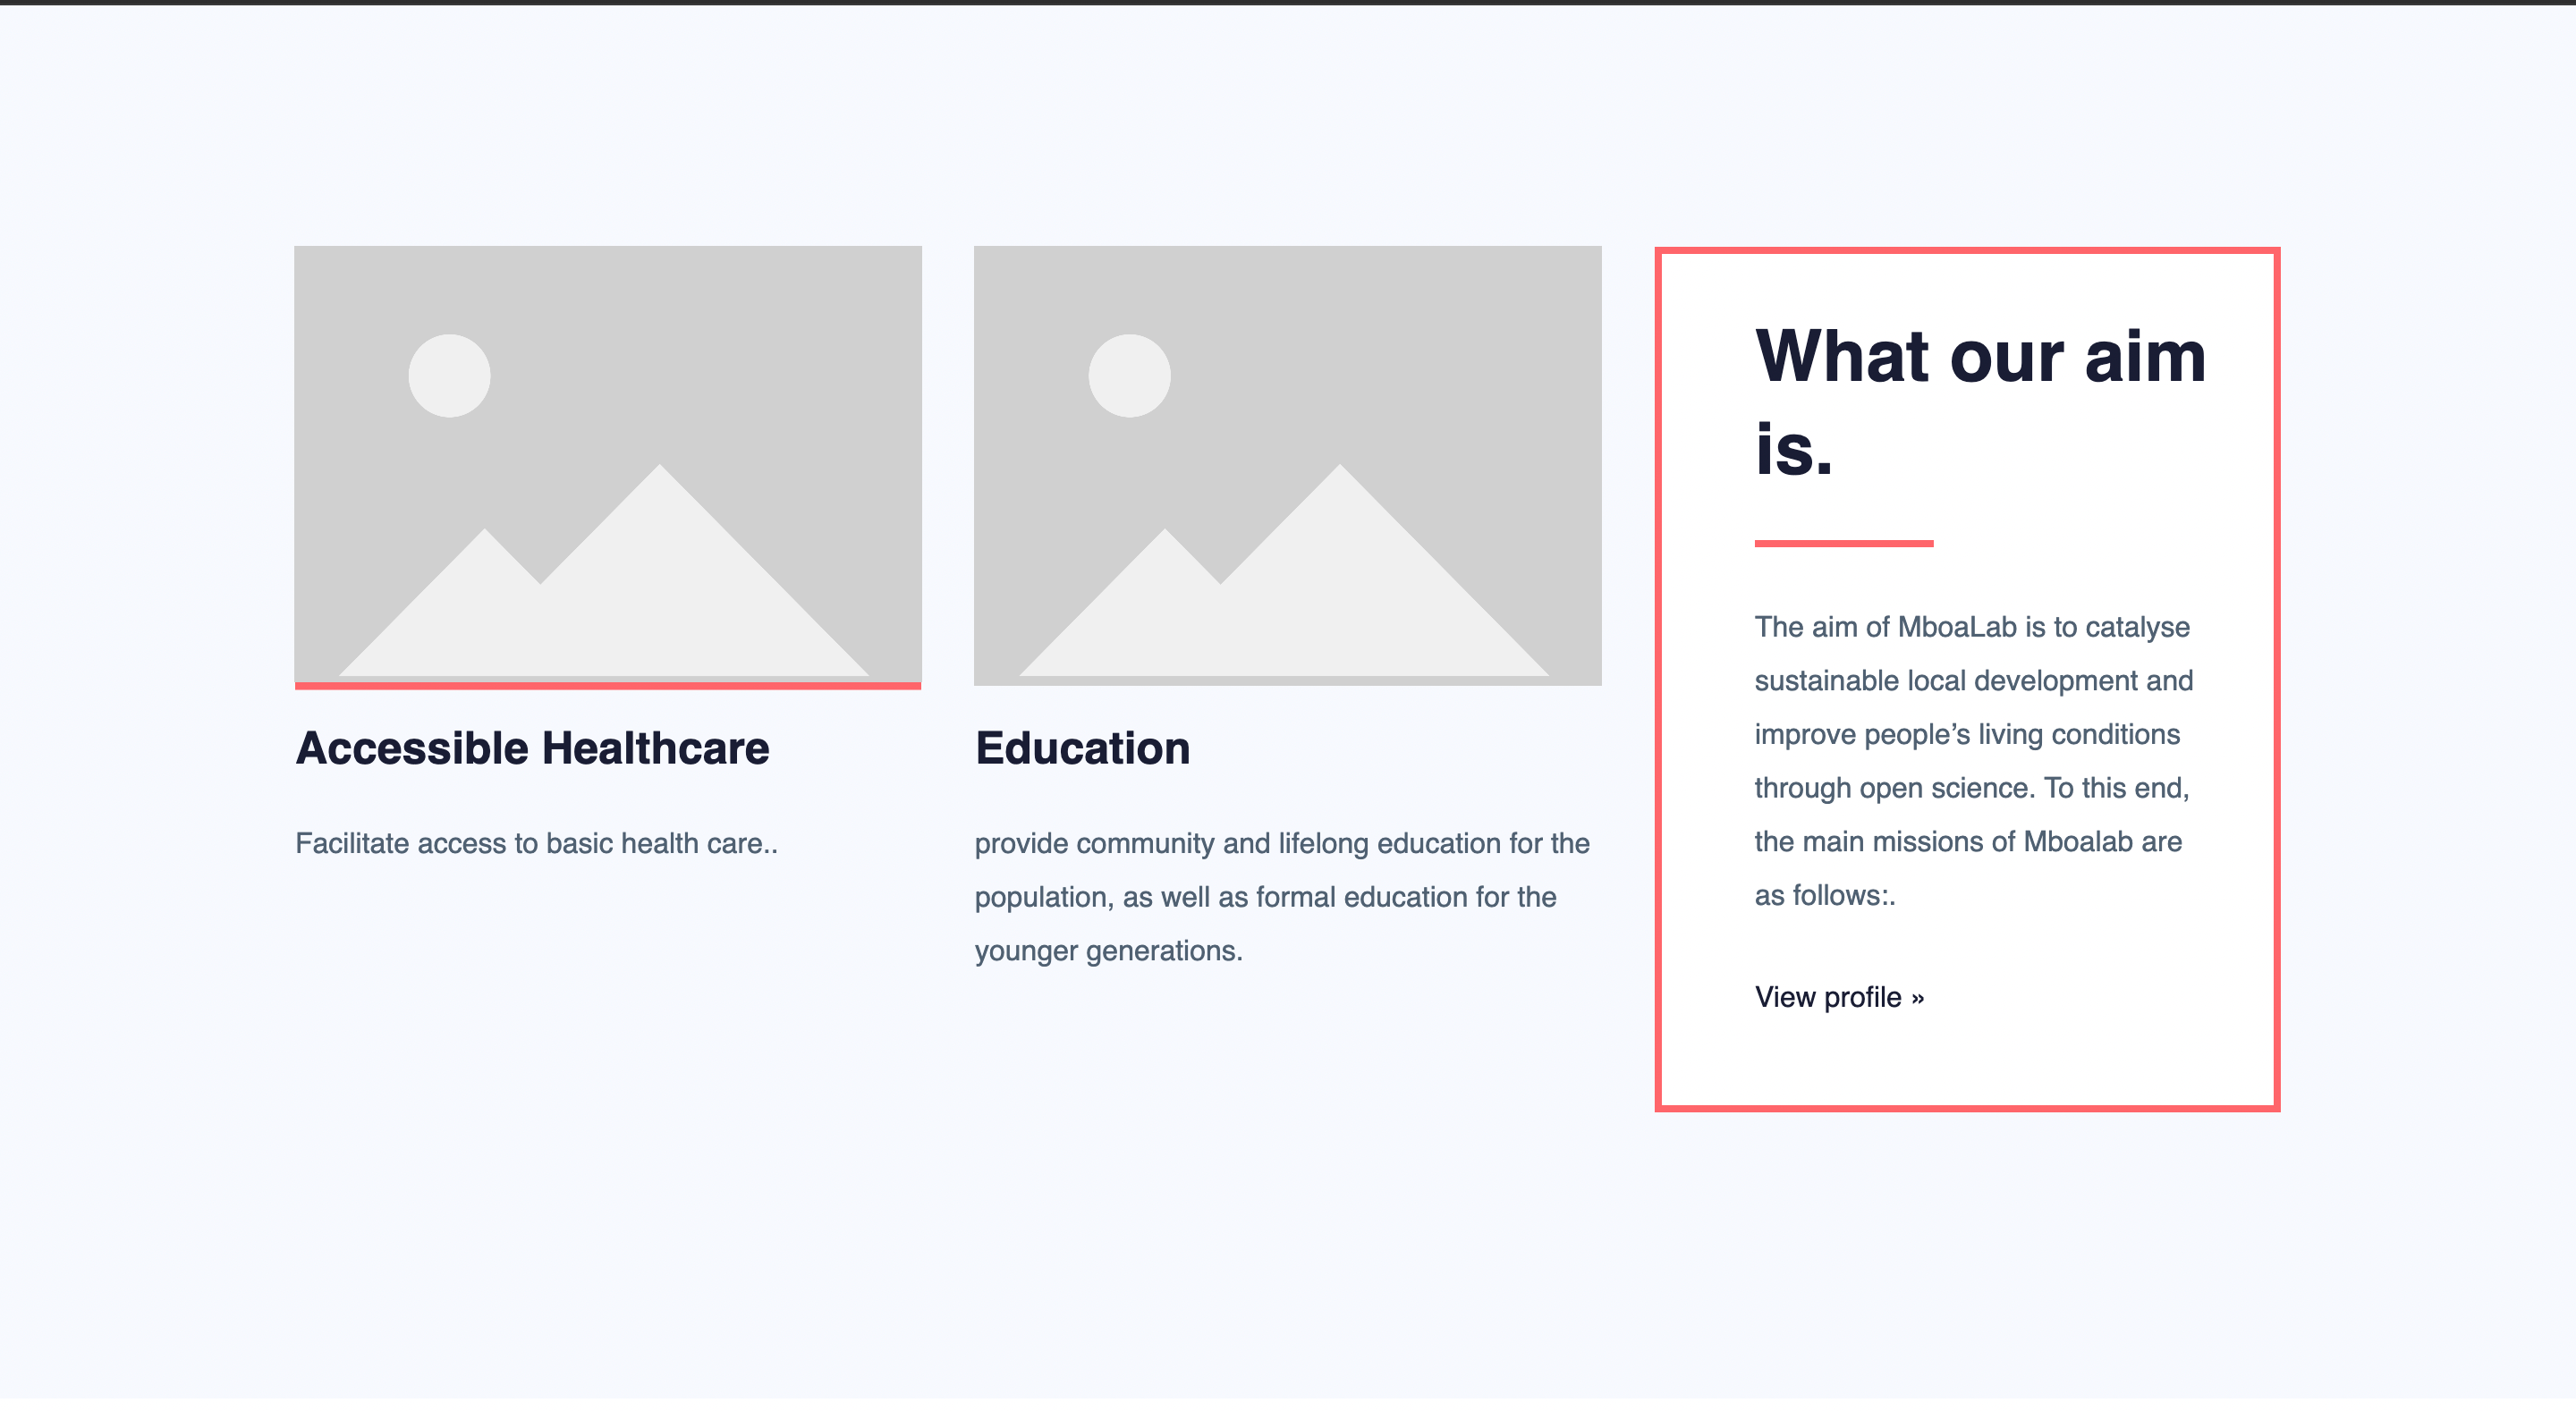 Accessible Healthcare
Facilitate access to basic health care..
Education
provide community and lifelong education for the
population, as well as formal education for the
younger generations.
What our aim
is.
The aim of MboaLab is to catalyse
sustainable local development and
improve people’s living conditions
through open science. To this end,
the main missions of Mboalab are
as follows:.
View profile »